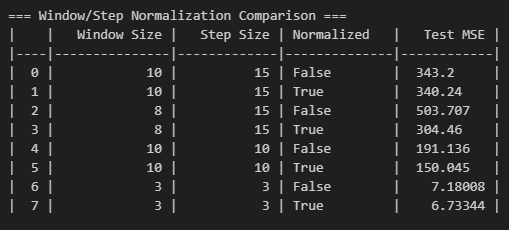 === Window/Step Normalization Comparison ===
|    |   Window Size |   Step Size | Normalized   |   Test MSE |
|----|---------------|-------------|--------------|------------|
|  0 |            10 |          15 | False        |  343.2     |
|  1 |            10 |          15 | True         |  340.24    |
|  2 |             8 |          15 | False        |  503.707   |
|  3 |             8 |          15 | True         |  304.46    |
|  4 |            10 |          10 | False        |  191.136   |
|  5 |            10 |          10 | True         |  150.045   |
|  6 |             3 |           3 | False        |    7.18008 |
|  7 |             3 |           3 | True         |    6.73344 |